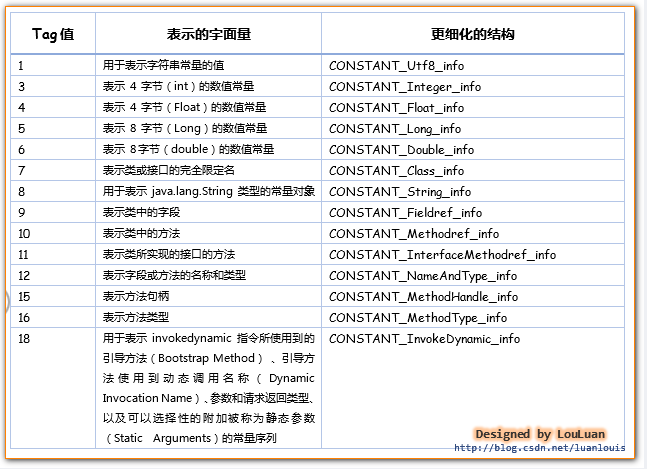 Tag值 表示的字面量 更细化的结构
1 用于表示字符串常量的值 CONSTANT_Utf8_info
3 表示 4 字节（int）的数值常量 CONSTANT_Integer_info
4 表示 4 字节（Float）的数值常量 CONSTANT_Float_info
5 表示 8 字节（Long）的数值常量 CONSTANT_Long_info
6 表示 8字节（double）的数值常量 CONSTANT_Double_info
7 表示类或接口的完全限定名 CONSTANT_Class_info
8 用于表示 java.lang.String 类型的常量对象 CONSTANT_String_info
9 表示类中的字段 CONSTANT_Fieldref_info
10 表示类中的方法 CONSTANT_Methodref_info
11 表示类所实现的接口的方法 CONSTANT_InterfaceMethodref_info
12 表示字段或方法的名称和类型 CONSTANT_NameAndType_info
15 表示方法句柄 CONSTANT_MethodHandle_info
16 表示方法类型 CONSTANT_MethodType_info
18 用于表示 invokedynamic 指令所使用到的 CONSTANT_InvokeDynamic_info
引导方法（Bootstrap Method）、引导方
法使用到动态调用名称（ Dynamic
Invocation Name）、参数和请求返回类型、
以及可以选择性的附加被称为静态参数
（Static Arguments）的常量序列
Designed by LouLuan
http://blog.csdn.net/luanlouis